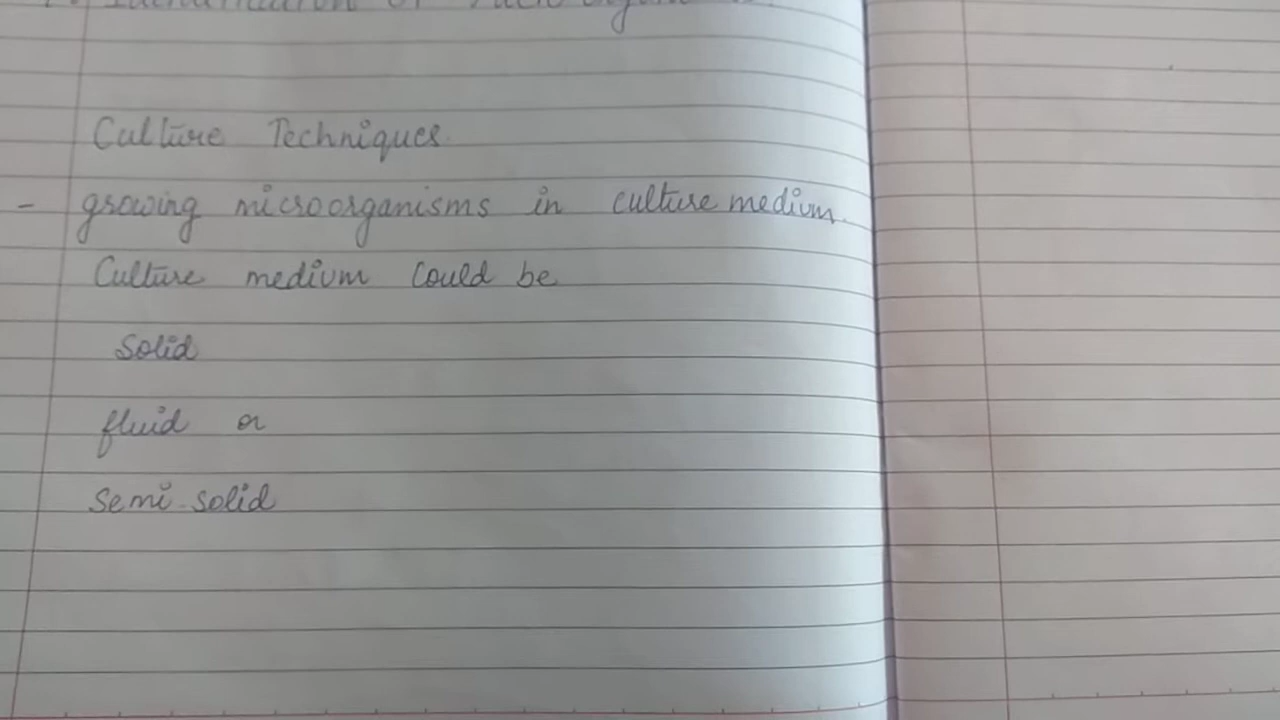 Culture Techniques.
- growing microorganisms in culture medium.
Culture medium could be
Solid
fluid or
Semi-solid